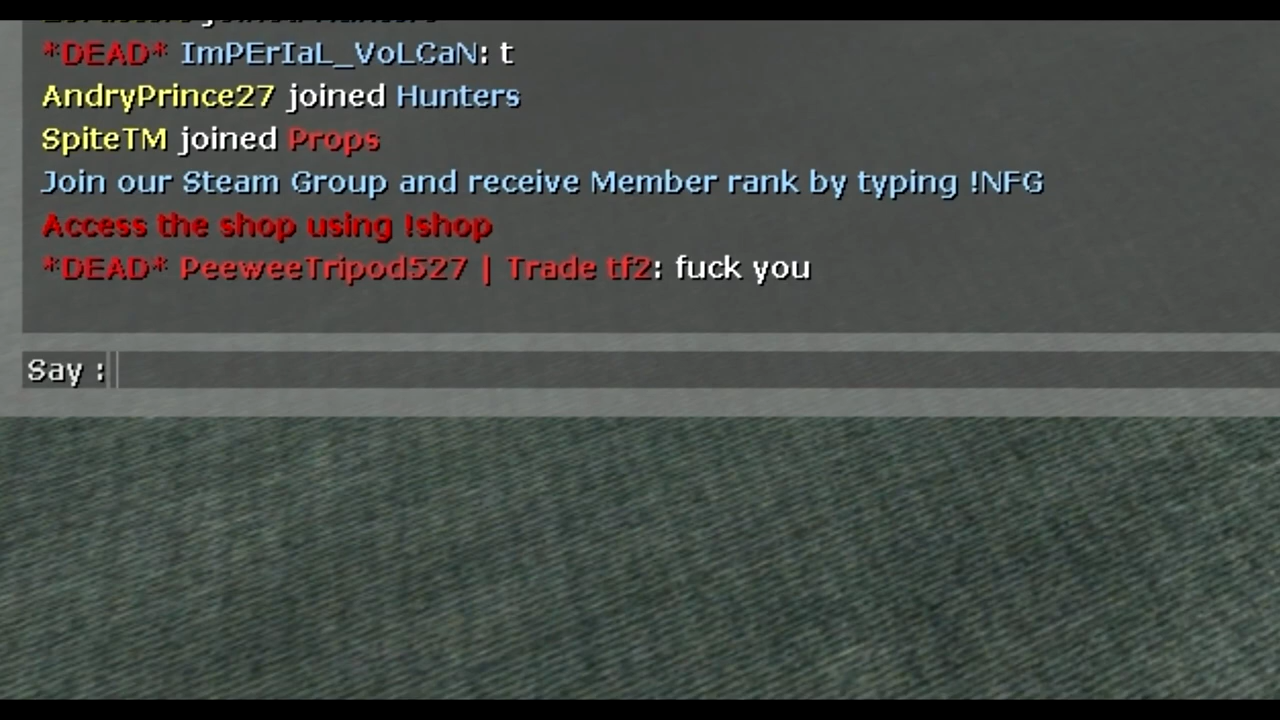 *DEAD* ImPErIaL_VoLCaN: t
AndryPrince27 joined Hunters
SpiteTM joined Props
Join our Steam Group and receive Member rank by typing !NFG
Access the shop using !shop
*DEAD* PeeweeTripod527 | Trade tf2: fuck you
Say :